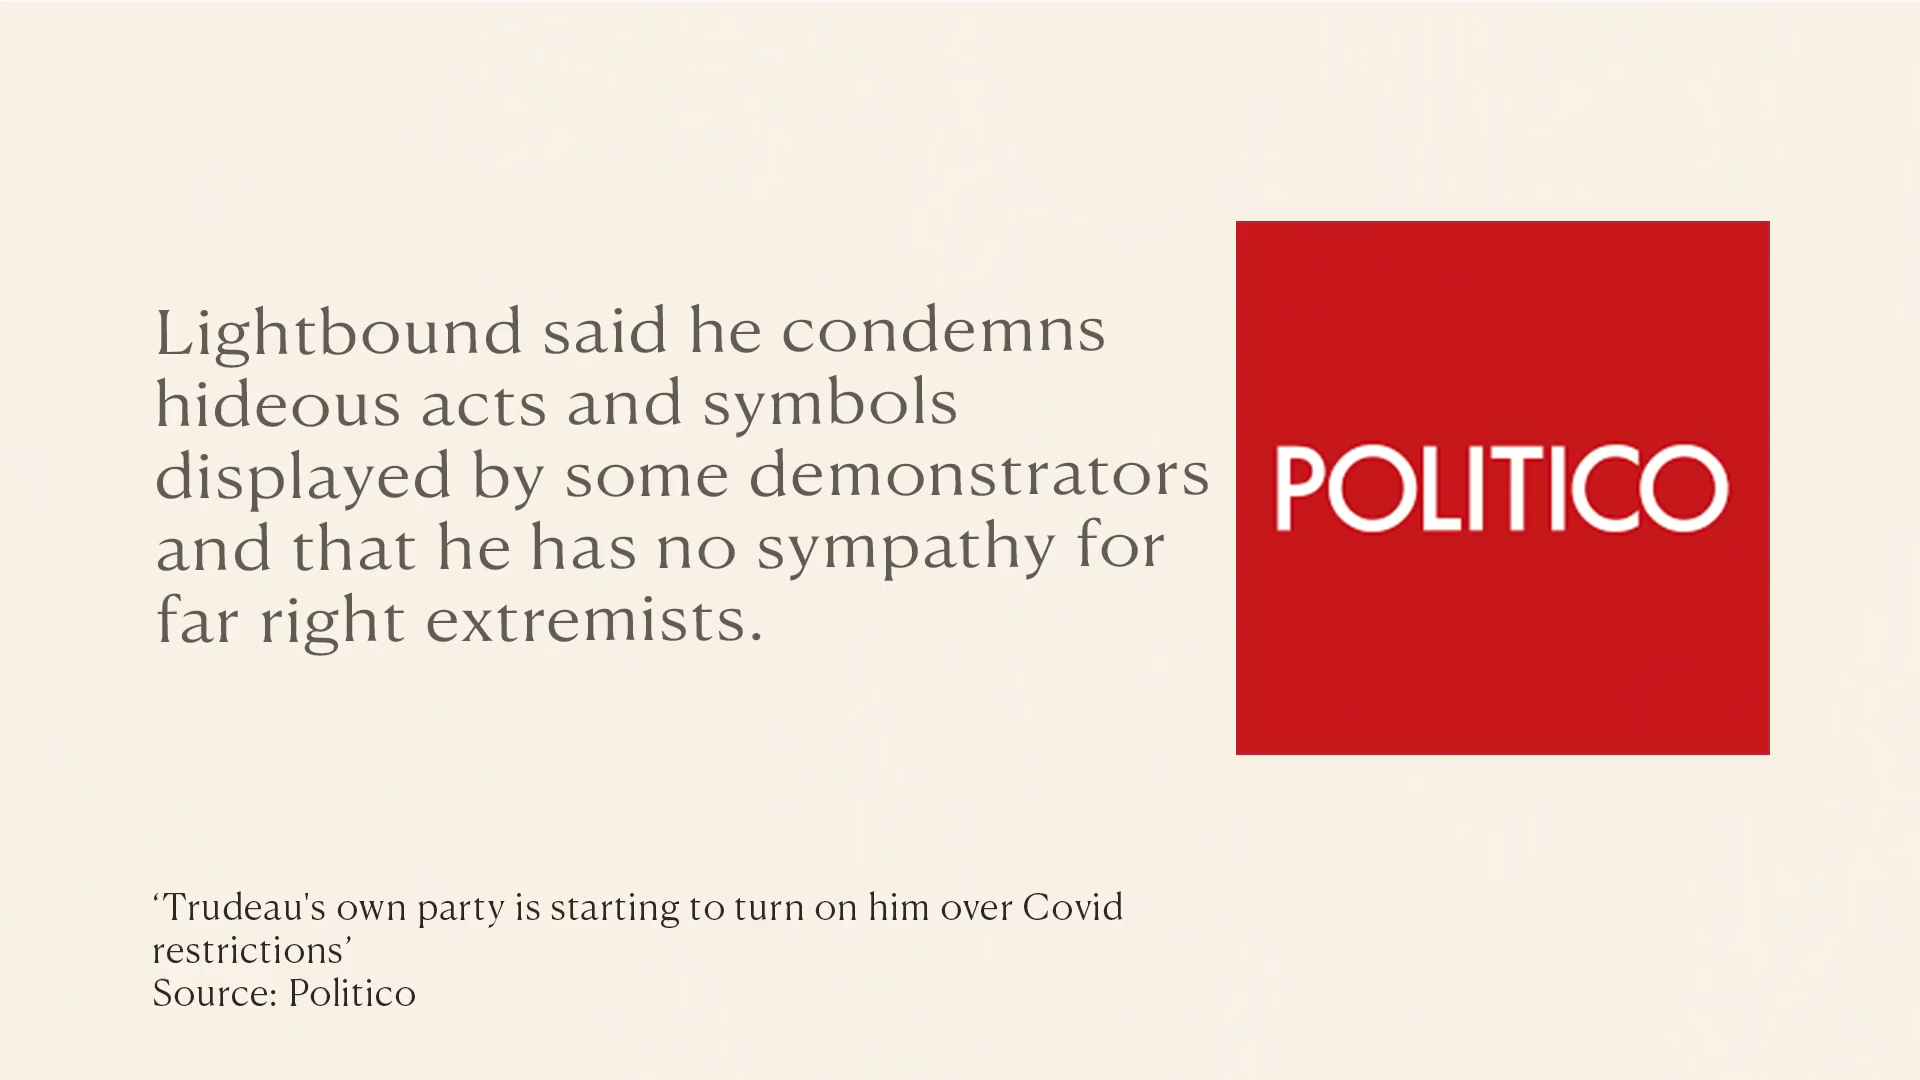 Lightbound said he condemns
hideous acts and symbols
displayed by some demonstrators
and that he has no sympathy for
far right extremists.
POLITICO
‘Trudeau's own party is starting to turn on him over Covid
restrictions’
Source: Politico